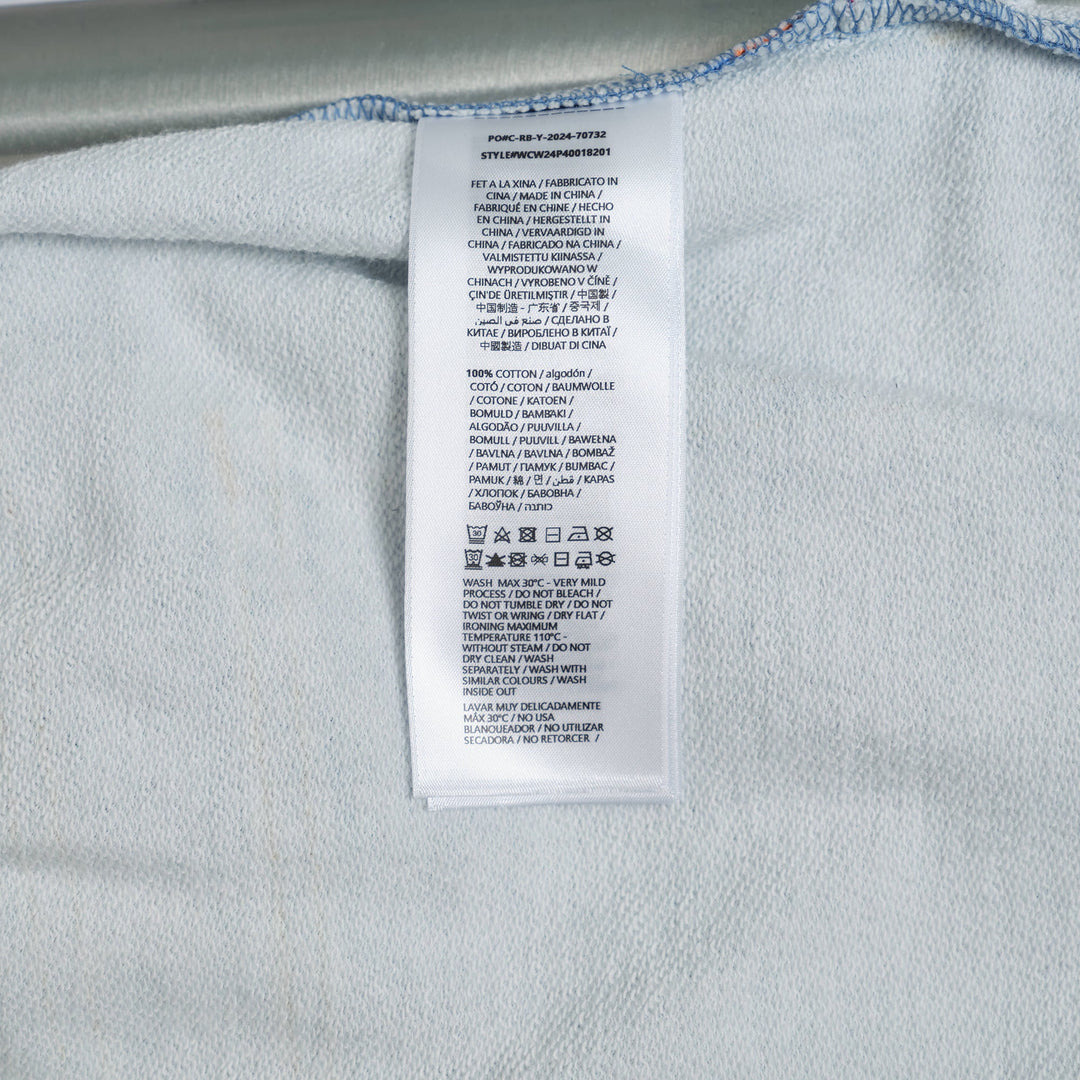 PO#C-RB-Y-2024-70732
STYLE#WCW24P40018201
FET A LA XINA / FABBRICATO IN
CINA / MADE IN CHINA /
FABRIQUÉ EN CHINE / HECHO
EN CHINA / HERGESTELLT IN
CHINA / VERVAARDIGD IN
CHINA / FABRICADO NA CHINA /
VALMISTETTU KIINASSA /
WYPRODUKOWANO W
CHINACH / VYROBENO V ČÍNĚ /
ÇIN'DE ÜRETILMIŞTIR / 中国製 /
中国制造 - 广东省 / 중국제 /
صنع في الصين / СДЕЛАНО В
КИТАЕ / ВИРОБЛЕНО В КИТАЇ /
中國製造 / DIBUAT DI CINA
100% COTTON / algodón /
COTÓ / COTON / BAUMWOLLE
/ COTONE / KATOEN /
BOMULD / BAMBAKI /
ALGODÃO / PUUVILLA /
BOMULL / PUUVILL / BAWEŁNA
/ BAVLNA / BAVLNA / BOMBAŽ
/ PAMUT / ПАМУК / BUMBAC /
PAMUK / 綿 / 면 / قطن / KAPAS
/ ХЛОПОК / БАВОВНА /
БАВОЎНА / כותנה
30
30
WASH MAX 30°C - VERY MILD
PROCESS / DO NOT BLEACH /
DO NOT TUMBLE DRY / DO NOT
TWIST OR WRING / DRY FLAT /
IRONING MAXIMUM
TEMPERATURE 110°C -
WITHOUT STEAM / DO NOT
DRY CLEAN / WASH
SEPARATELY / WASH WITH
SIMILAR COLOURS / WASH
INSIDE OUT
LAVAR MUY DELICADAMENTE
MÁX 30°C / NO USA
BLANQUEADOR / NO UTILIZAR
SECADORA / NO RETORCER /